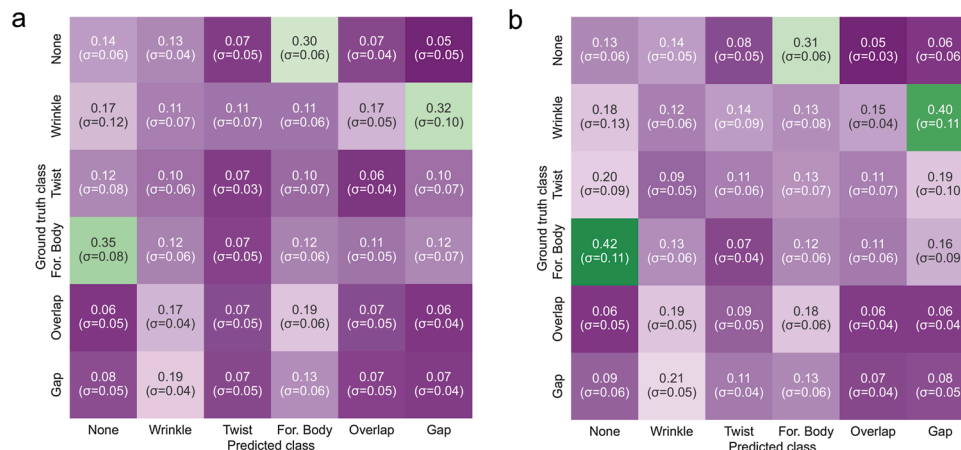 a
None
0.14 0.13 0.07 0.30 0.07 0.05
(σ=0.06) (σ=0.04) (σ=0.05) (σ=0.06) (σ=0.04) (σ=0.05)
Wrinkle
0.17 0.11 0.11 0.11 0.17 0.32
(σ=0.12) (σ=0.07) (σ=0.07) (σ=0.06) (σ=0.05) (σ=0.10)
Twist
0.12 0.10 0.07 0.10 0.06 0.10
(σ=0.08) (σ=0.06) (σ=0.03) (σ=0.07) (σ=0.04) (σ=0.07)
For. Body
0.35 0.12 0.07 0.12 0.11 0.12
(σ=0.08) (σ=0.06) (σ=0.05) (σ=0.06) (σ=0.05) (σ=0.07)
Overlap
0.06 0.17 0.07 0.19 0.07 0.06
(σ=0.05) (σ=0.04) (σ=0.05) (σ=0.06) (σ=0.05) (σ=0.04)
Gap
0.08 0.19 0.07 0.13 0.07 0.07
(σ=0.05) (σ=0.04) (σ=0.05) (σ=0.06) (σ=0.05) (σ=0.04)
Ground truth class
None Wrinkle Twist For. Body Overlap Gap
Predicted class
b
None
0.13 0.14 0.08 0.31 0.05 0.06
(σ=0.06) (σ=0.05) (σ=0.05) (σ=0.06) (σ=0.03) (σ=0.06
Wrinkle
0.18 0.12 0.14 0.13 0.15 0.40
(σ=0.13) (σ=0.06) (σ=0.09) (σ=0.08) (σ=0.04) (σ=0.11
Twist
0.20 0.09 0.11 0.13 0.11 0.19
(σ=0.09) (σ=0.05) (σ=0.06) (σ=0.07) (σ=0.07) (σ=0.10
For. Body
0.42 0.13 0.07 0.12 0.11 0.16
(σ=0.11) (σ=0.06) (σ=0.04) (σ=0.06) (σ=0.06) (σ=0.09
Overlap
0.06 0.19 0.09 0.18 0.06 0.06
(σ=0.05) (σ=0.05) (σ=0.05) (σ=0.06) (σ=0.04) (σ=0.04
Gap
0.09 0.21 0.11 0.13 0.07 0.08
(σ=0.06) (σ=0.05) (σ=0.04) (σ=0.06) (σ=0.04) (σ=0.05
Ground truth class
None Wrinkle Twist For. Body Overlap Gap
Predicted class